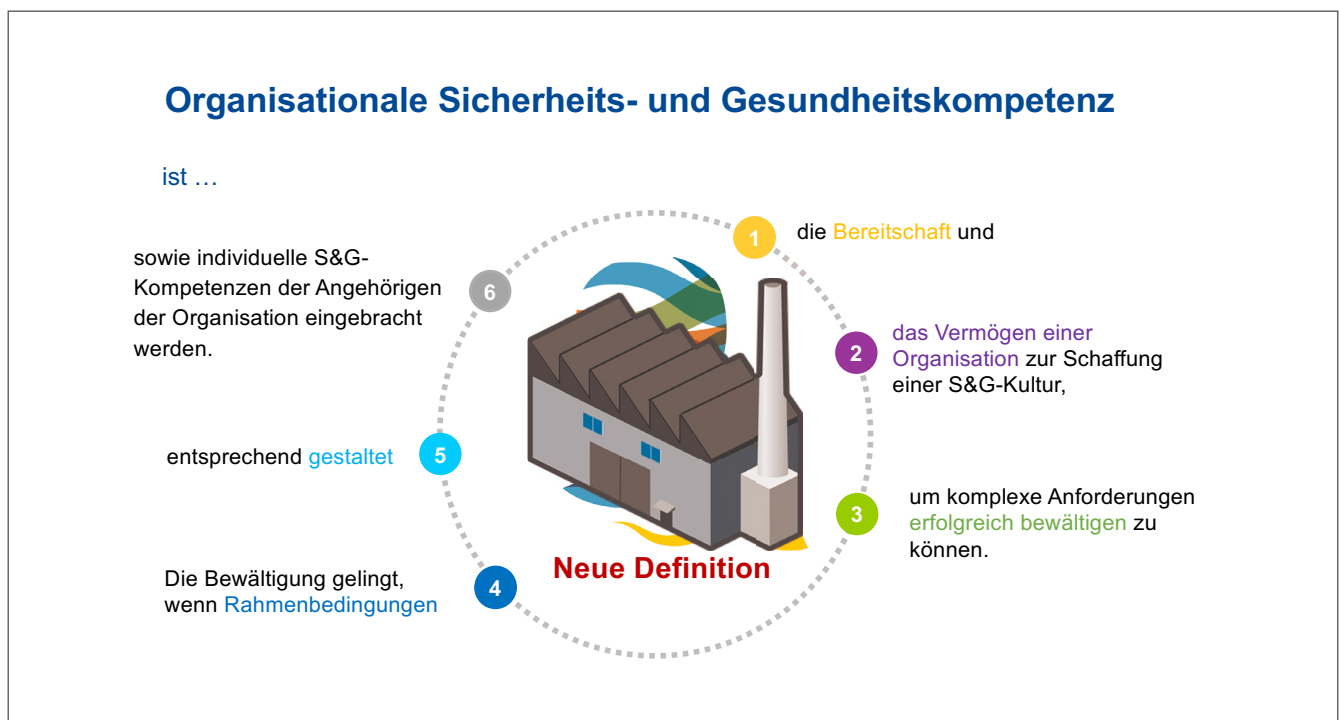 Organisationale Sicherheits- und Gesundheitskompetenz
ist …
1
die Bereitschaft und
2
das Vermögen einer
Organisation zur Schaffung
einer S&G-Kultur,
3
um komplexe Anforderungen
erfolgreich bewältigen zu
können.
4
Die Bewältigung gelingt,
wenn Rahmenbedingungen
5
entsprechend gestaltet
6
sowie individuelle S&G-
Kompetenzen der Angehörigen
der Organisation eingebracht
werden.
Neue Definition